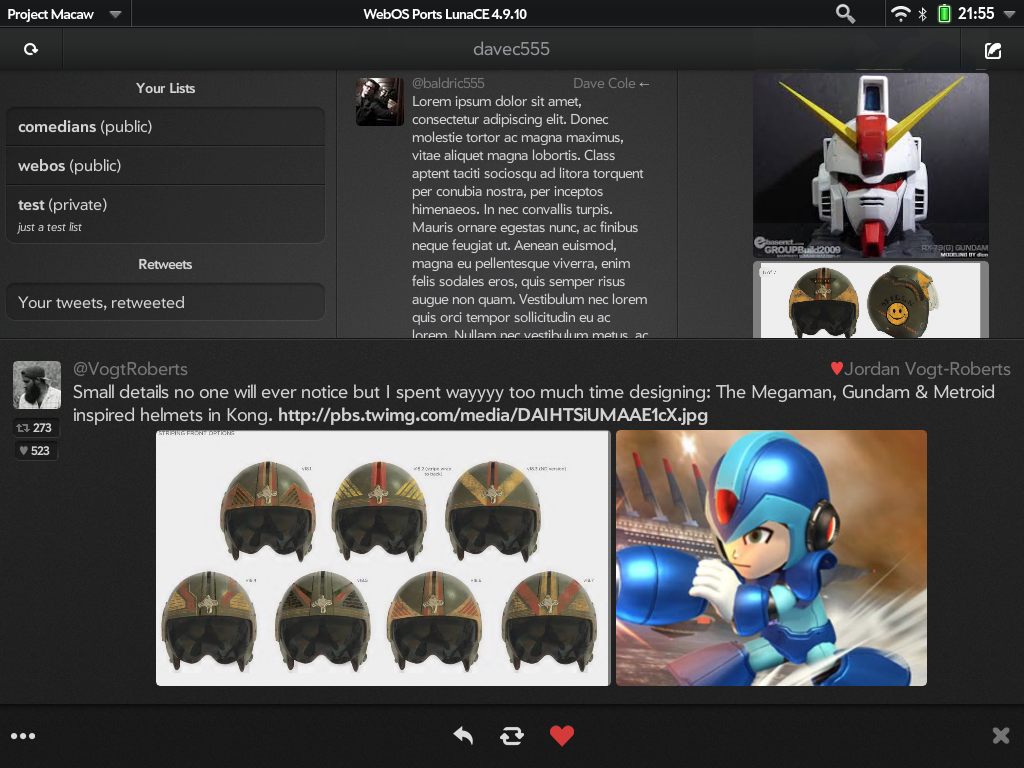 Project Macaw
WebOS Ports LunaCE 4.9.10
21:55
davec555
Your Lists
comedians (public)
webos (public)
test (private)
just a test list
Retweets
Your tweets, retweeted
@baldric555 Dave Cole ←
Lorem ipsum dolor sit amet,
consectetur adipiscing elit. Donec
molestie tortor ac magna maximus,
vitae aliquet magna lobortis. Class
aptent taciti sociosqu ad litora torquent
per conubia nostra, per inceptos
himenaeos. In nec convallis turpis.
Mauris ornare egestas nunc, ac finibus
neque feugiat ut. Aenean euismod,
magna eu pellentesque viverra, enim
felis sodales eros, quis semper risus
augue non quam. Vestibulum nec lorem
quis orci tempor sollicitudin eu ac
lorem. Nullam nec vestibulum metus, ac
GROUPBuild2009
RX-79(G) GUNDAM
MODELING BY
@VogtRoberts
Jordan Vogt-Roberts
Small details no one will ever notice but I spent wayyyy too much time designing: The Megaman, Gundam & Metroid
inspired helmets in Kong. http://pbs.twimg.com/media/DAIHTSiUMAAE1cX.jpg
273
523
STRIPING FRONT OPTIONS